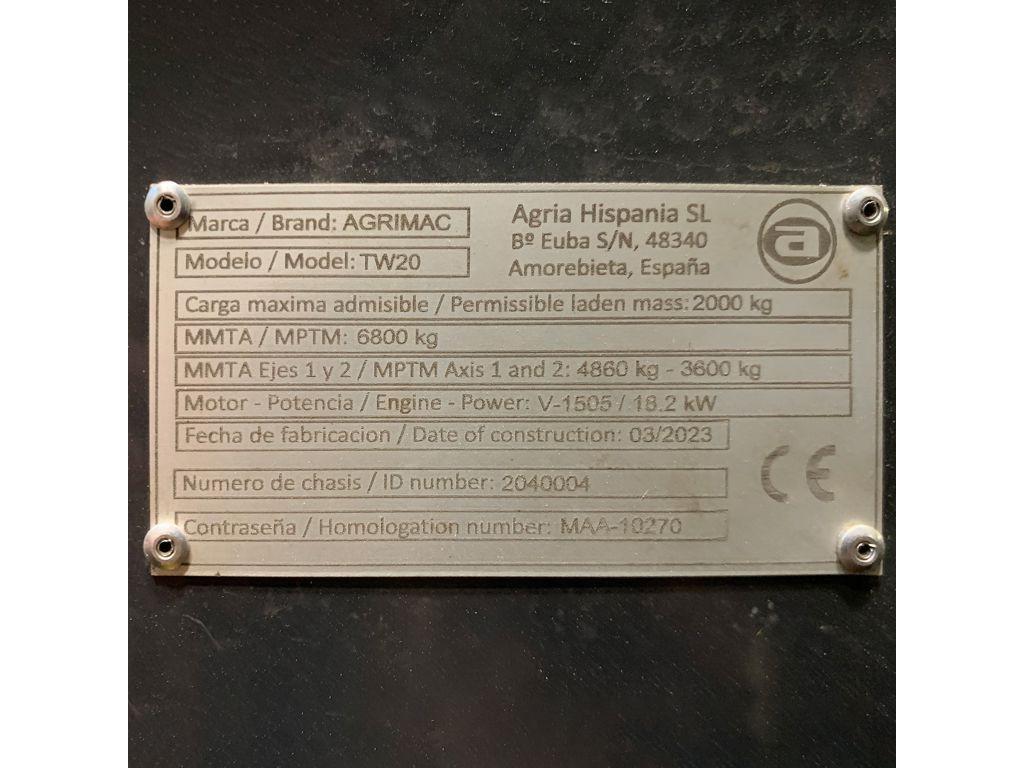 Marca / Brand: AGRIMAC
Modelo / Model: TW20
Agria Hispania SL
Bº Euba S/N, 48340
Amorebieta, España
a
Carga maxima admisible / Permissible laden mass: 2000 kg
MMTA / MPTM: 6800 kg
MMTA Ejes 1 y 2 / MPTM Axis 1 and 2: 4860 kg - 3600 kg
Motor - Potencia / Engine - Power: V-1505 / 18.2 kW
Fecha de fabricacion / Date of construction: 03/2023
Numero de chasis / ID number: 2040004
Contraseña / Homologation number: MAA-10270
CE